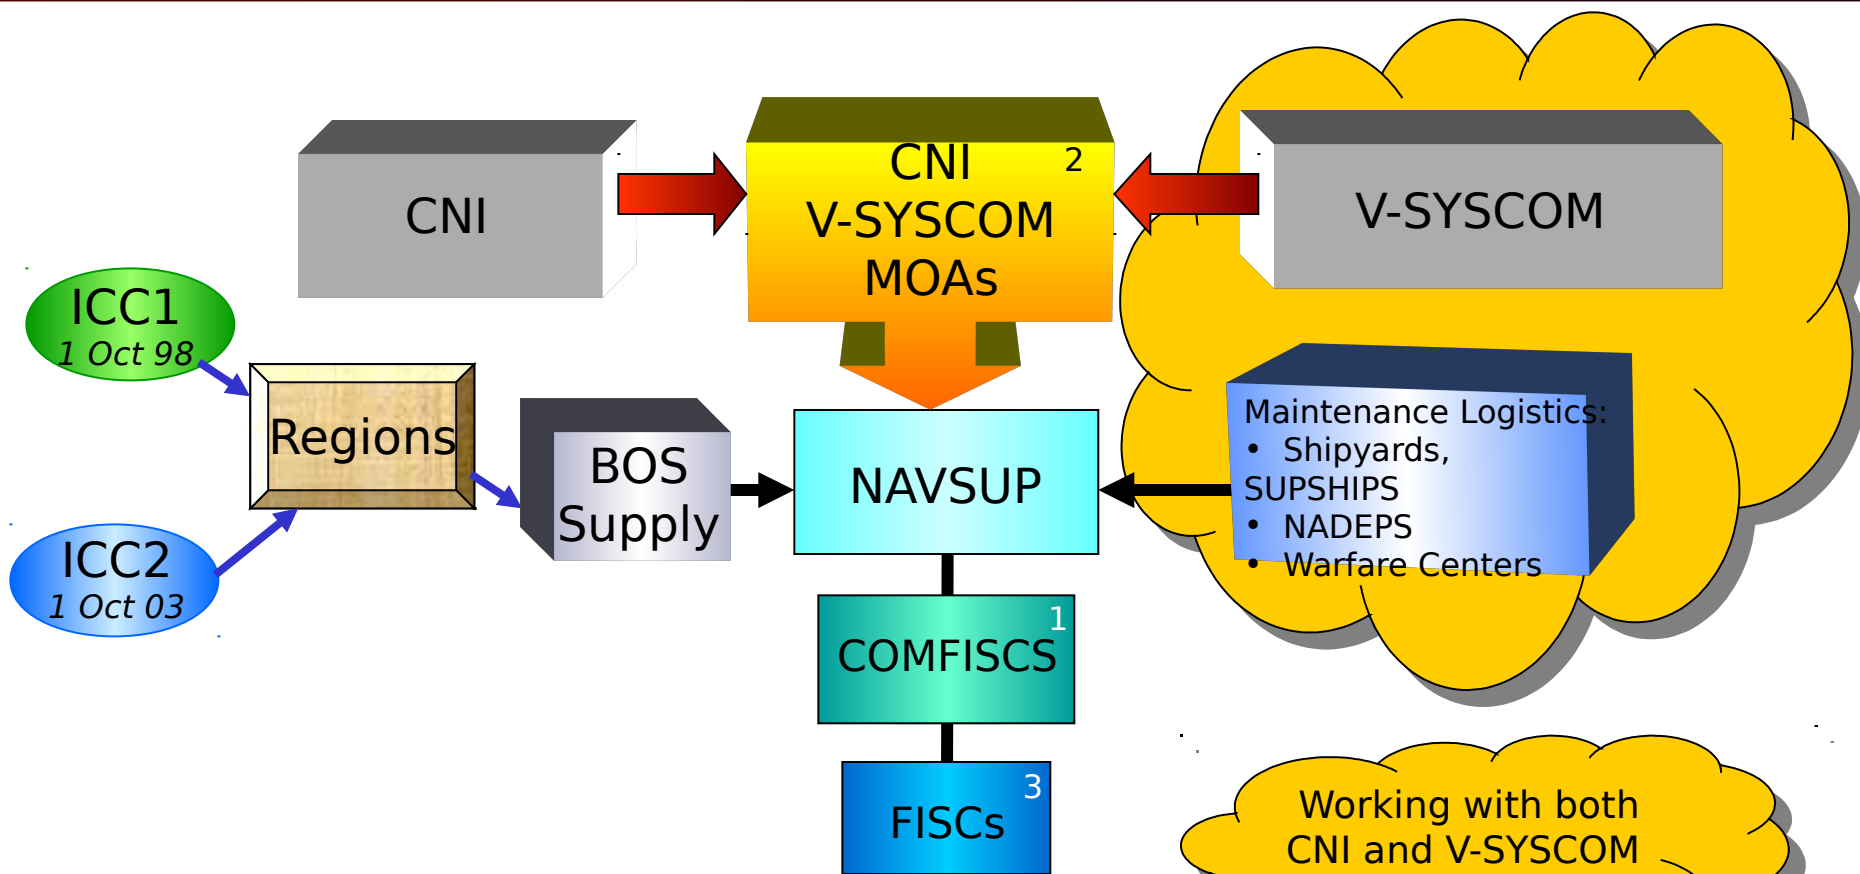 CNI
CNI 2
V-SYSCOM
MOAs
V-SYSCOM
ICC1
1 Oct 98
Regions
ICC2
1 Oct 03
BOS
Supply
NAVSUP
Maintenance Logistics:
• Shipyards,
SUPSHIPS
• NADEPS
• Warfare Centers
1
COMFISCS
3
FISCs
Working with both
CNI and V-SYSCOM